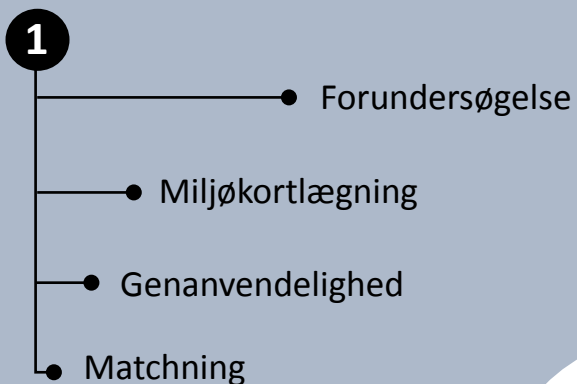 1
Forundersøgelse
Miljøkortlægning
Genanvendelighed
Matchning